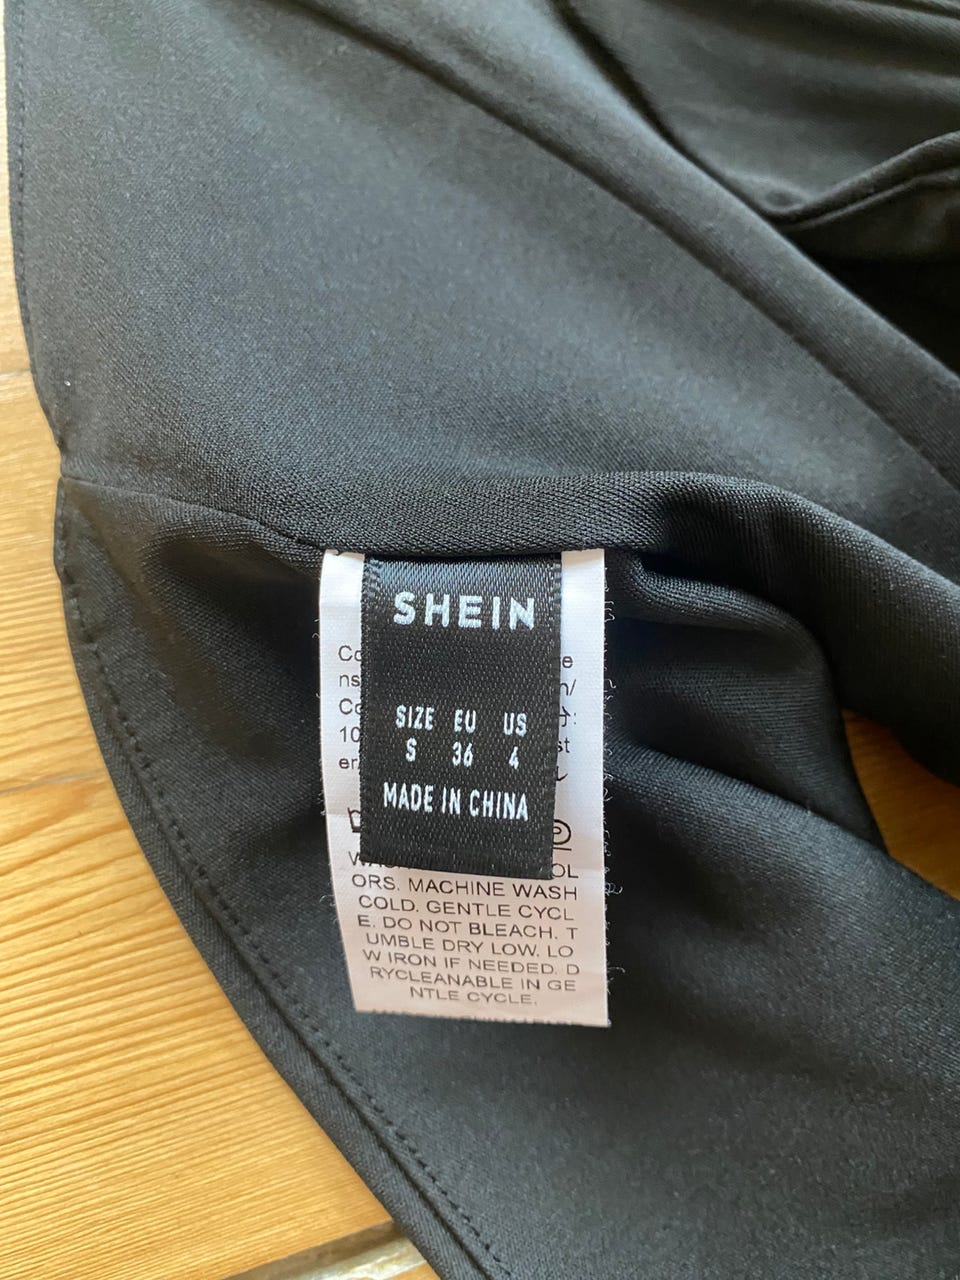 SHEIN
SIZE EU US
S 36 4
MADE IN CHINA
ORS. MACHINE WASH
COLD. GENTLE CYCL
E. DO NOT BLEACH. T
UMBLE DRY LOW. LO
W IRON IF NEEDED. D
RYCLEANABLE IN GE
NTLE CYCLE.